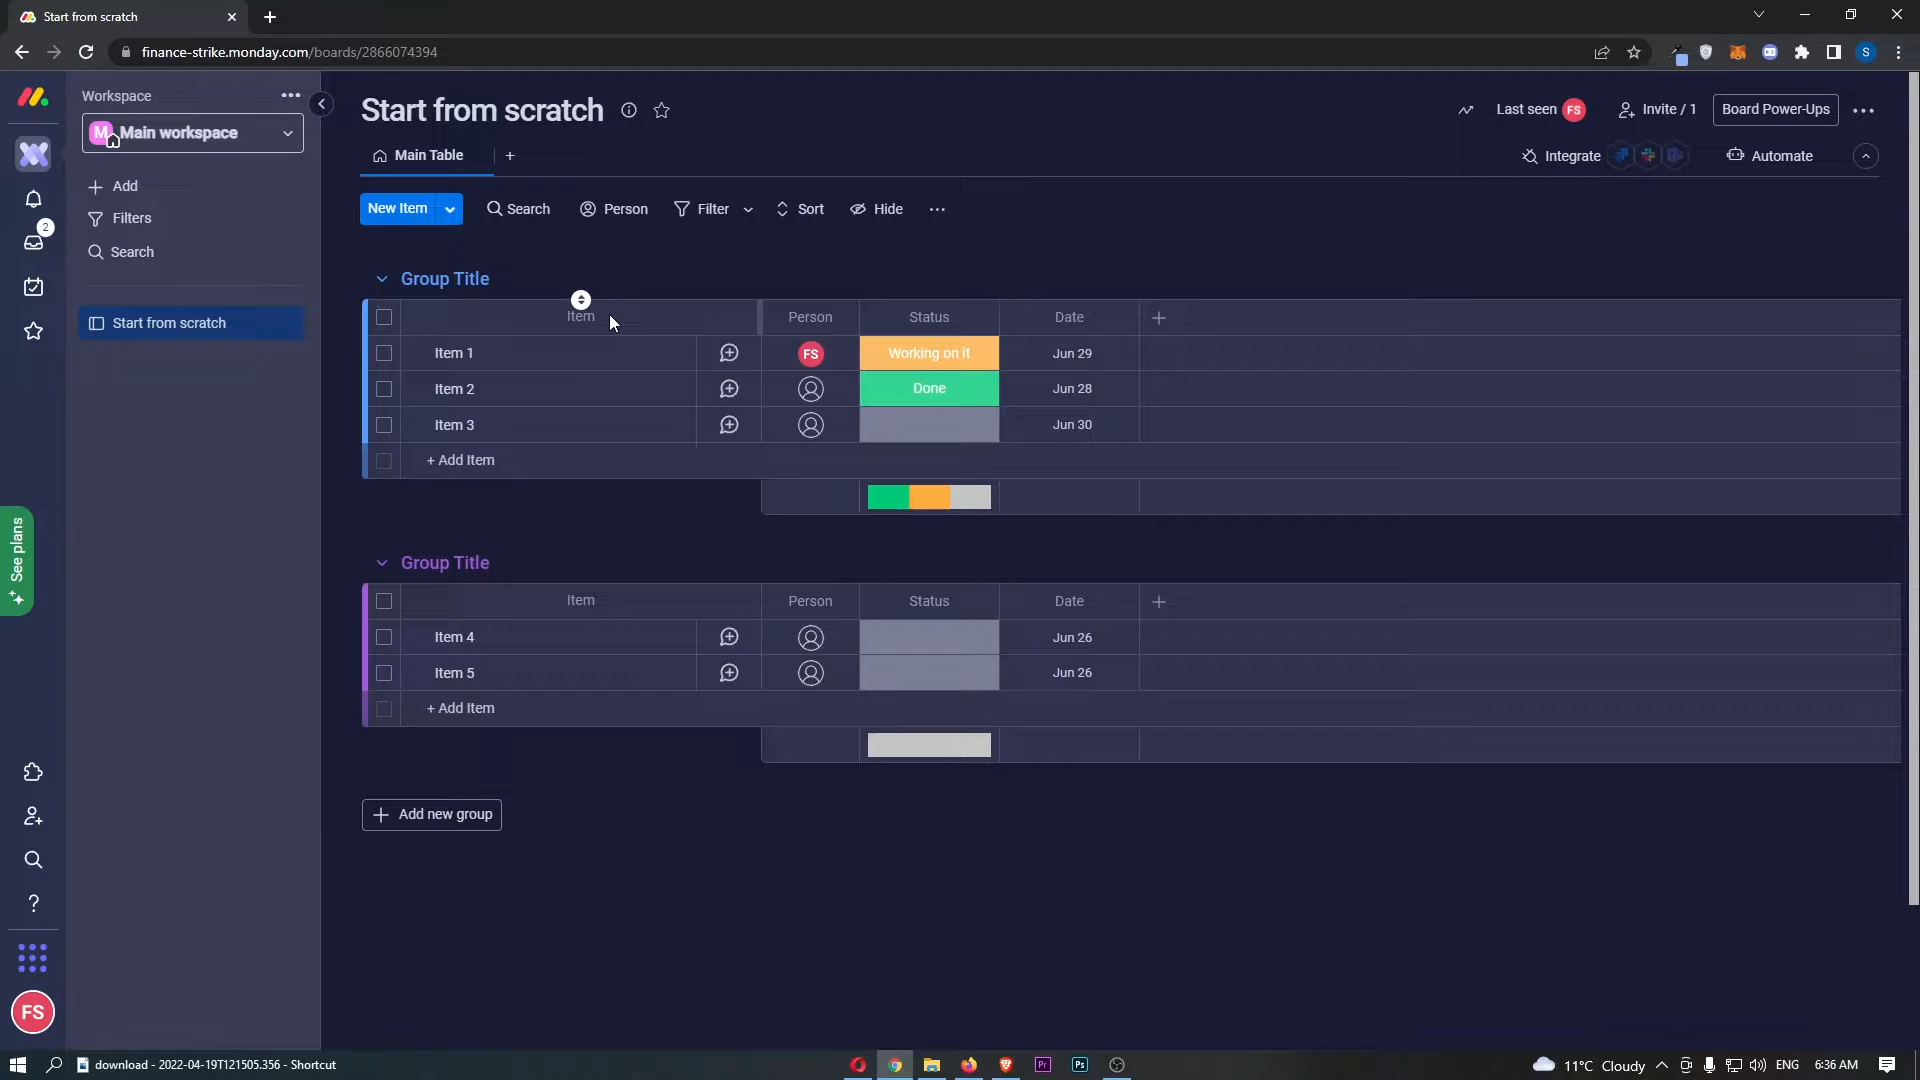 Start from scratch
finance-strike.monday.com/boards/2866074394
S
Workspace
M Main workspace
Add
Filters
Search
Start from scratch
2
See plans
FS
Start from scratch
Last seen FS
Invite / 1
Board Power-Ups
Main Table
Integrate
Automate
New Item
Search
Person
Filter
Sort
Hide
Group Title
Item Person Status Date
Item 1 FS Working on it Jun 29
Item 2 Done Jun 28
Item 3 Jun 30
+ Add Item
Group Title
Item Person Status Date
Item 4 Jun 26
Item 5 Jun 26
+ Add Item
Add new group
download - 2022-04-19T121505.356 - Shortcut
Pr
Ps
11°C Cloudy
ENG
6:36 AM